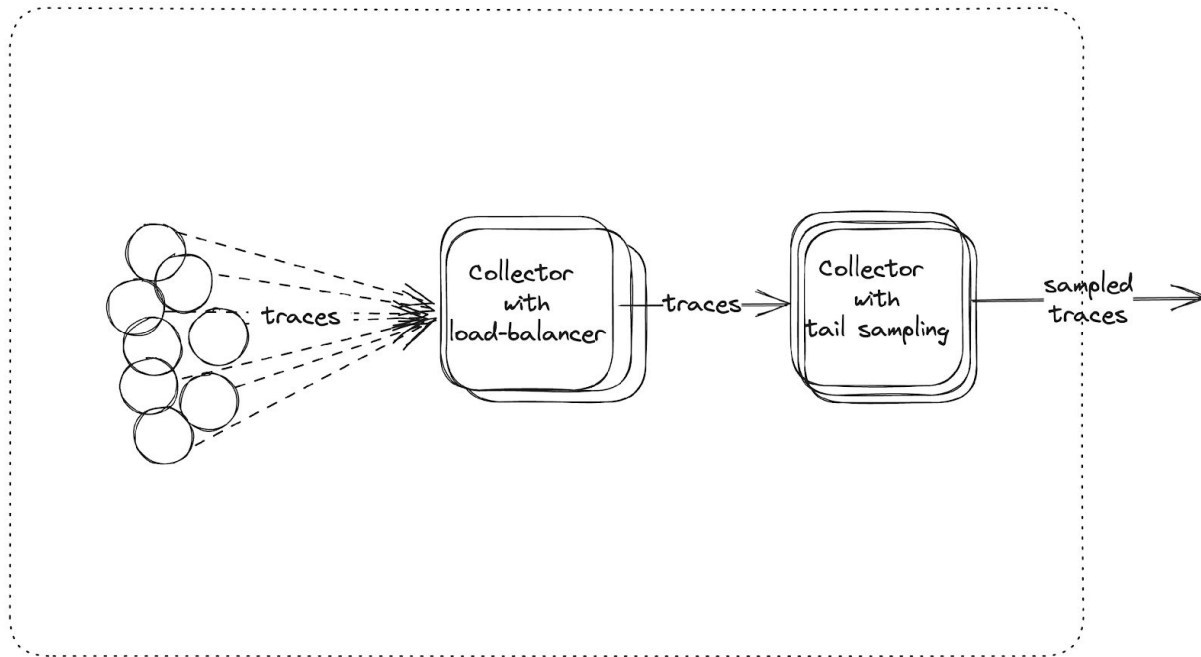 traces
Collector
with
load-balancer
traces
Collector
with
tail sampling
sampled
traces